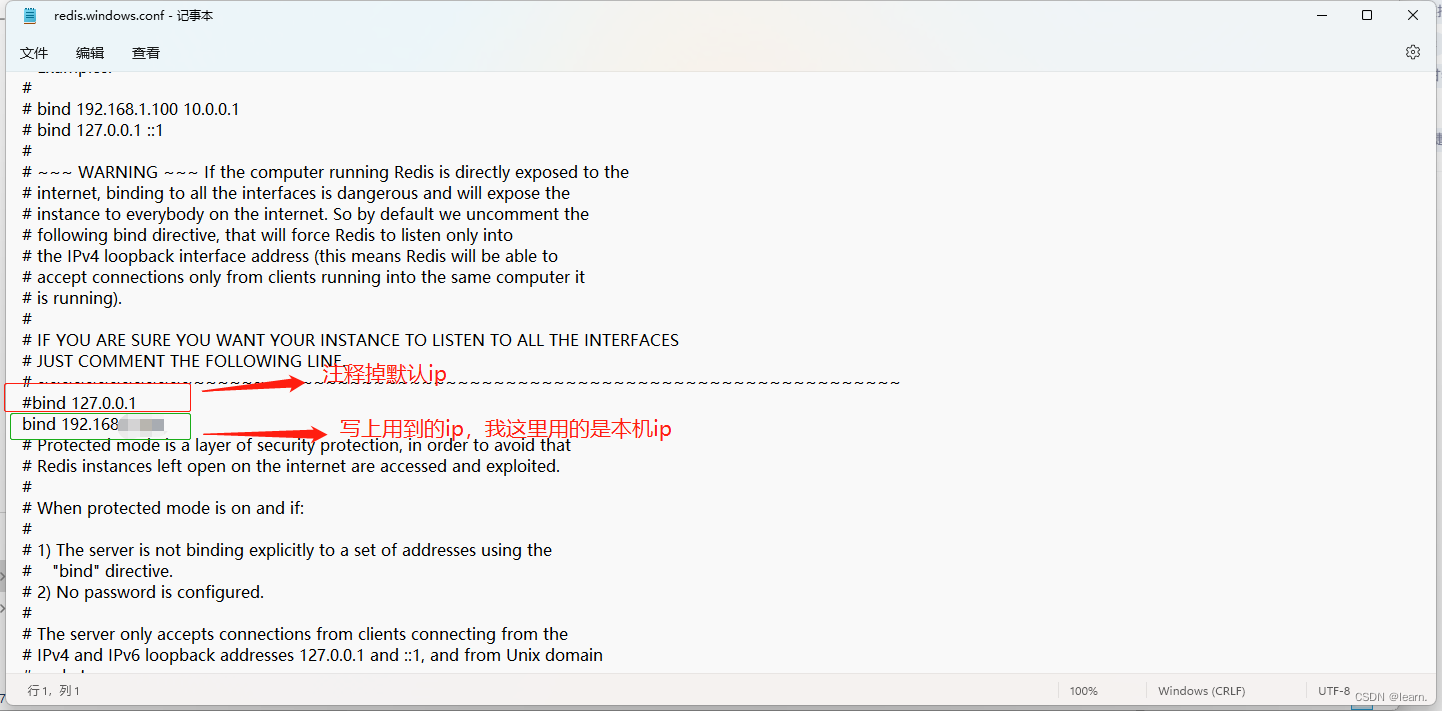 redis.windows.conf - 记事本
文件 编辑 查看
#
# bind 192.168.1.100 10.0.0.1
# bind 127.0.0.1 ::1
#
# ~~~ WARNING ~~~ If the computer running Redis is directly exposed to the
# internet, binding to all the interfaces is dangerous and will expose the
# instance to everybody on the internet. So by default we uncomment the
# following bind directive, that will force Redis to listen only into
# the IPv4 loopback interface address (this means Redis will be able to
# accept connections only from clients running into the same computer it
# is running).
#
# IF YOU ARE SURE YOU WANT YOUR INSTANCE TO LISTEN TO ALL THE INTERFACES
# JUST COMMENT THE FOLLOWING LINE.
注释掉默认ip
# ~~~~~~~~~~~~~~~~~~~~~~~~~~~~~~~~~~~~~~~~~~~~~~~~~~~~~~~~~~~~~~~~~~~~~~~~
#bind 127.0.0.1
bind 192.168
写上用到的ip，我这里用的是本机ip
# Protected mode is a layer of security protection, in order to avoid that
# Redis instances left open on the internet are accessed and exploited.
#
# When protected mode is on and if:
#
# 1) The server is not binding explicitly to a set of addresses using the
#    "bind" directive.
# 2) No password is configured.
#
# The server only accepts connections from clients connecting from the
# IPv4 and IPv6 loopback addresses 127.0.0.1 and ::1, and from Unix domain
行 1，列 1 100% Windows (CRLF) UTF-8
CSDN @learn.